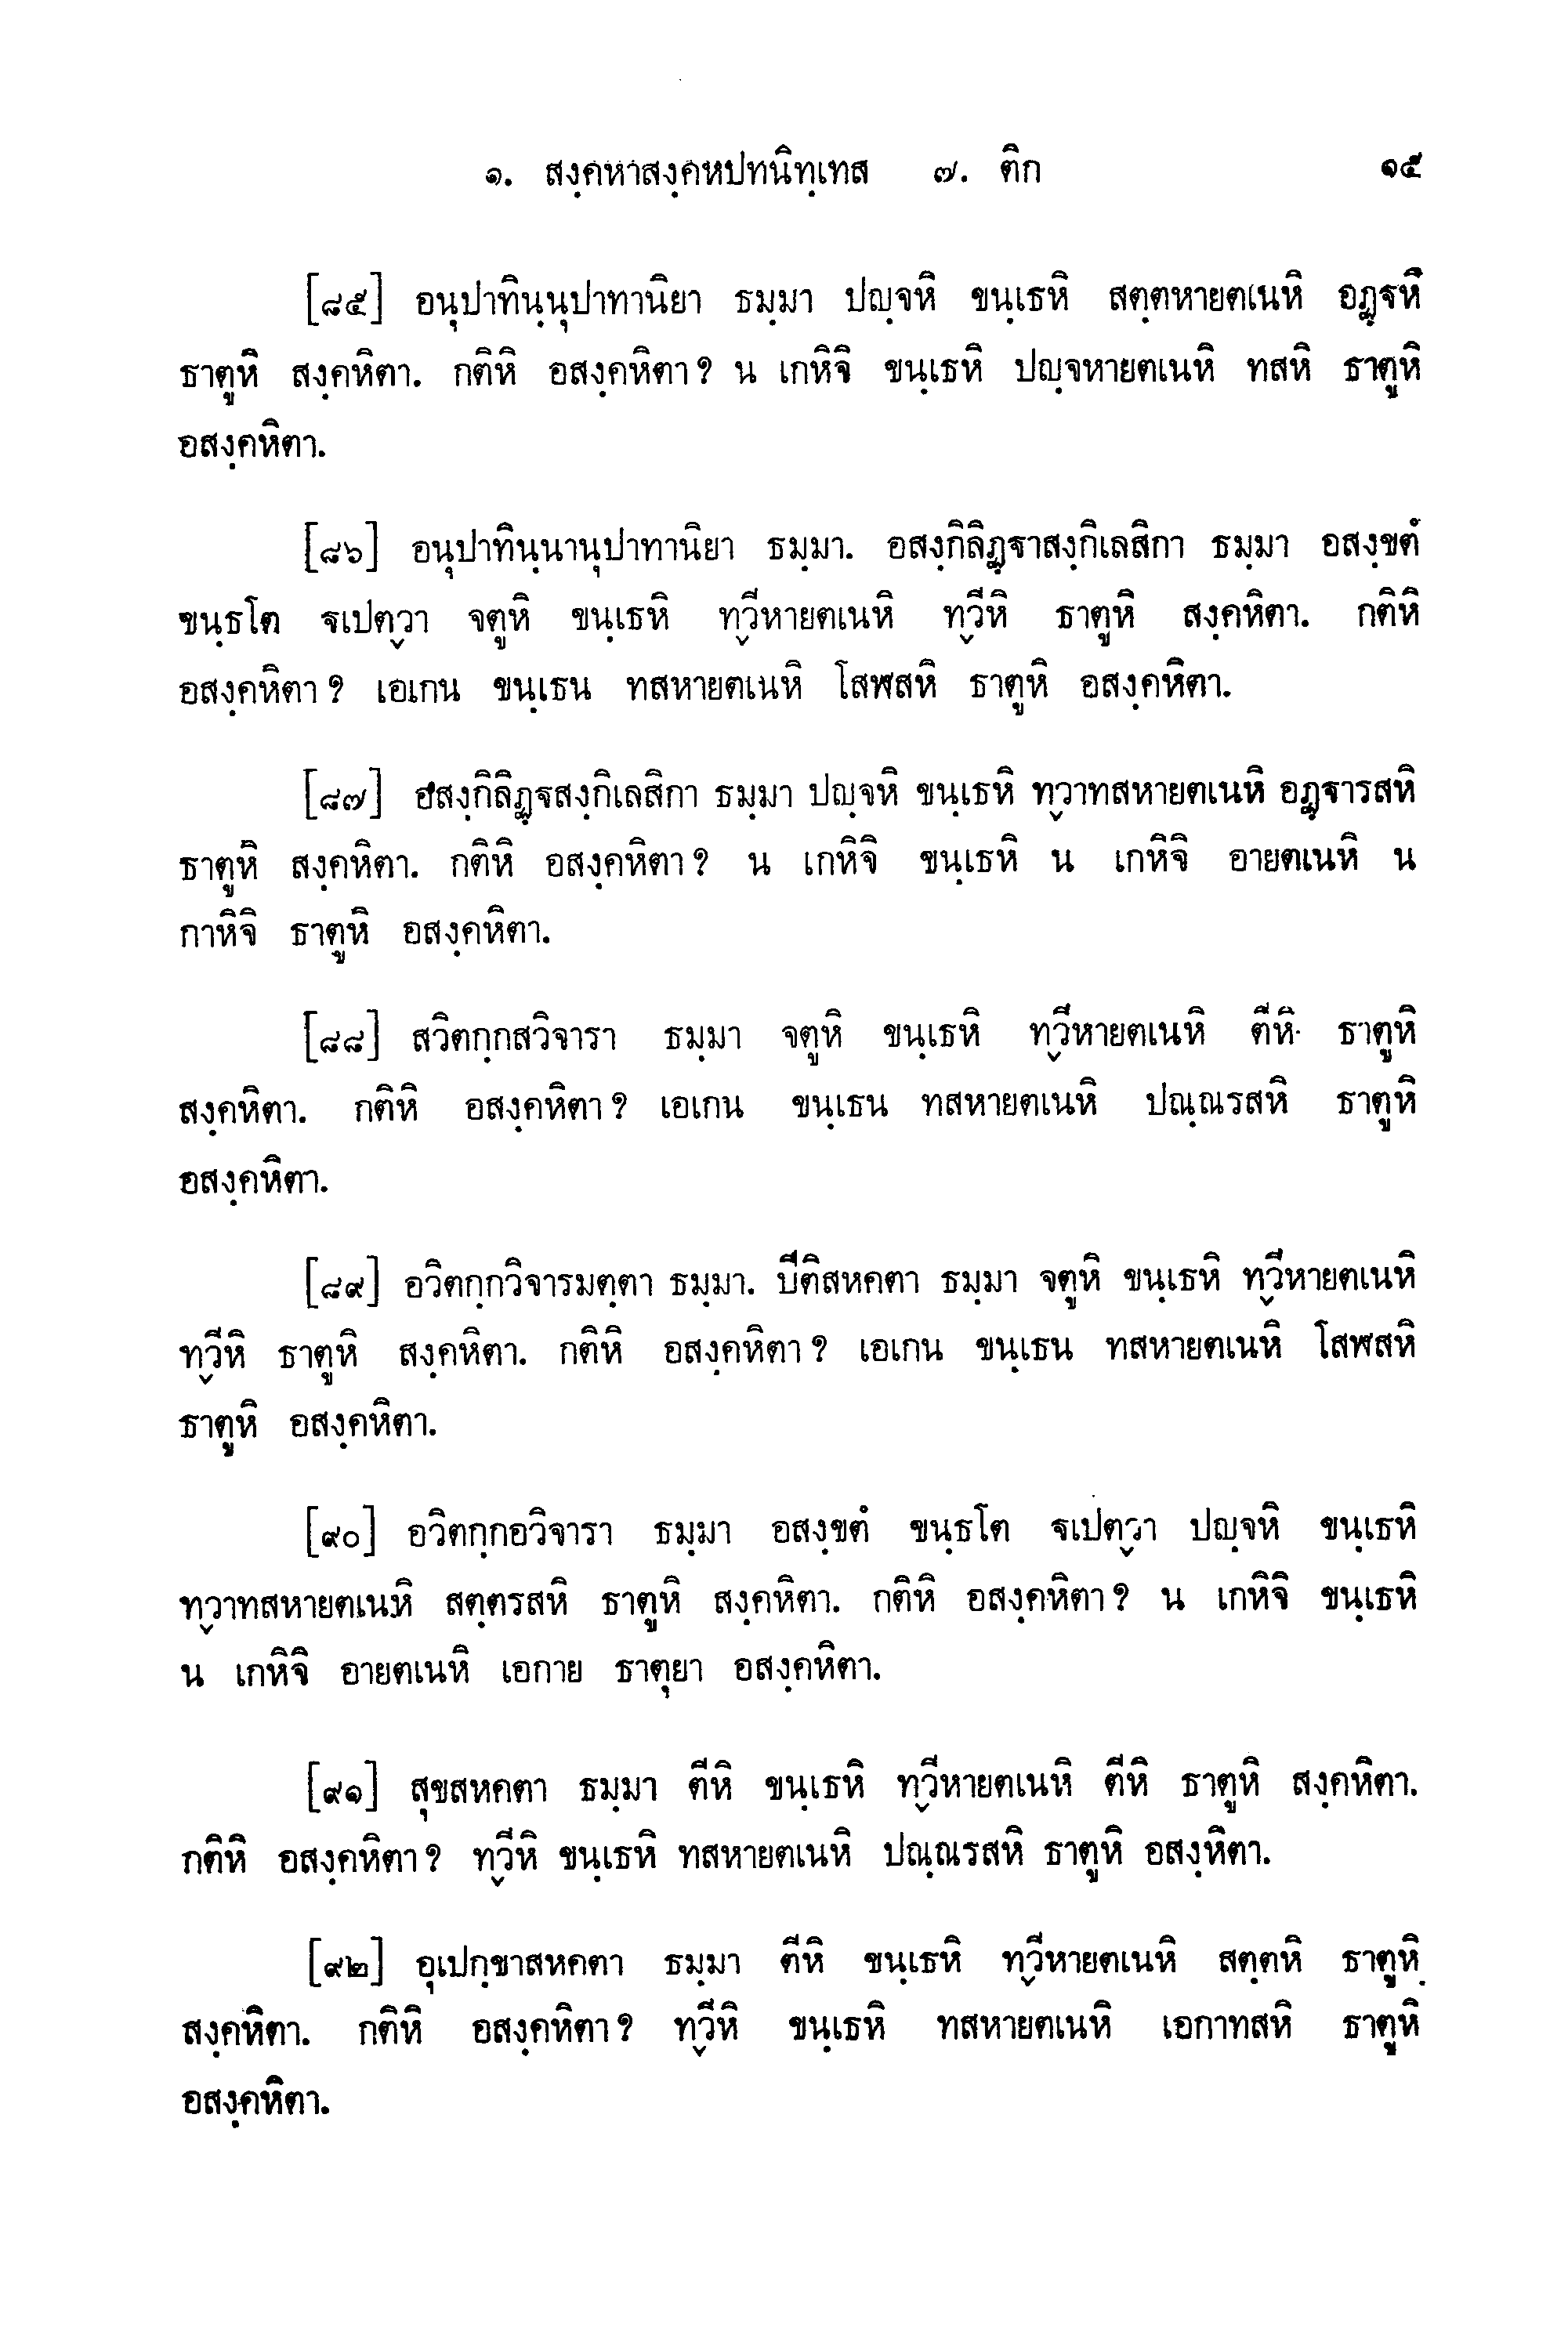 ๑. สงฺคหาสงฺคหปทนิทฺเทส ๗. ติก ๑๕
[๘๕] อนุปาทินฺนุปาทานิยา ธมฺมา ปญฺจหิ ขนฺเธหิ สตฺตหายตเนหิ อฏฺฐหิ
ธาตูหิ สงฺคหิตา. กติหิ อสงฺคหิตา? น เกหิจิ ขนฺเธหิ ปญฺจหายตเนหิ ทสหิ ธาตูหิ
อสงฺคหิตา.
[๘๖] อนุปาทินฺนานุปาทานิยา ธมฺมา. อสงฺกิลิฏฺฐาสงฺกิเลสิกา ธมฺมา อสงฺขตํ
ขนฺธโต ฐเปตฺวา จตูหิ ขนฺเธหิ ทฺวีหายตเนหิ ทฺวีหิ ธาตูหิ สงฺคหิตา. กติหิ
อสงฺคหิตา? เอเกน ขนฺเธน ทสหายตเนหิ โสฬสหิ ธาตูหิ อสงฺคหิตา.
[๘๗] อสงฺกิลิฏฺฐสงฺกิเลสิกา ธมฺมา ปญฺจหิ ขนฺเธหิ ทฺวาทสหายตเนหิ อฏฺฐารสหิ
ธาตูหิ สงฺคหิตา. กติหิ อสงฺคหิตา? น เกหิจิ ขนฺเธหิ น เกหิจิ อายตเนหิ น
กาหิจิ ธาตูหิ อสงฺคหิตา.
[๘๘] สวิตกฺกสวิจารา ธมฺมา จตูหิ ขนฺเธหิ ทฺวีหายตเนหิ ตีหิ ธาตูหิ
สงฺคหิตา. กติหิ อสงฺคหิตา? เอเกน ขนฺเธน ทสหายตเนหิ ปณฺณรสหิ ธาตูหิ
อสงฺคหิตา.
[๘๙] อวิตกฺกวิจารมตฺตา ธมฺมา. ปีติสหคตา ธมฺมา จตูหิ ขนฺเธหิ ทฺวีหายตเนหิ
ทฺวีหิ ธาตูหิ สงฺคหิตา. กติหิ อสงฺคหิตา? เอเกน ขนฺเธน ทสหายตเนหิ โสฬสหิ
ธาตูหิ อสงฺคหิตา.
[๙๐] อวิตกฺกอวิจารา ธมฺมา อสงฺขตํ ขนฺธโต ฐเปตฺวา ปญฺจหิ ขนฺเธหิ
ทฺวาทสหายตเนหิ สตฺตรสหิ ธาตูหิ สงฺคหิตา. กติหิ อสงฺคหิตา? น เกหิจิ ขนฺเธหิ
น เกหิจิ อายตเนหิ เอกาย ธาตุยา อสงฺคหิตา.
[๙๑] สุขสหคตา ธมฺมา ตีหิ ขนฺเธหิ ทฺวีหายตเนหิ ตีหิ ธาตูหิ สงฺคหิตา.
กติหิ อสงฺคหิตา? ทฺวีหิ ขนฺเธหิ ทสหายตเนหิ ปณฺณรสหิ ธาตูหิ อสงฺหิตา.
[๙๒] อุเปกฺขาสหคตา ธมฺมา ตีหิ ขนฺเธหิ ทฺวีหายตเนหิ สตฺตหิ ธาตูหิ
สงฺคหิตา. กติหิ อสงฺคหิตา? ทฺวีหิ ขนฺเธหิ ทสหายตเนหิ เอกาทสหิ ธาตูหิ
อสงฺคหิตา.